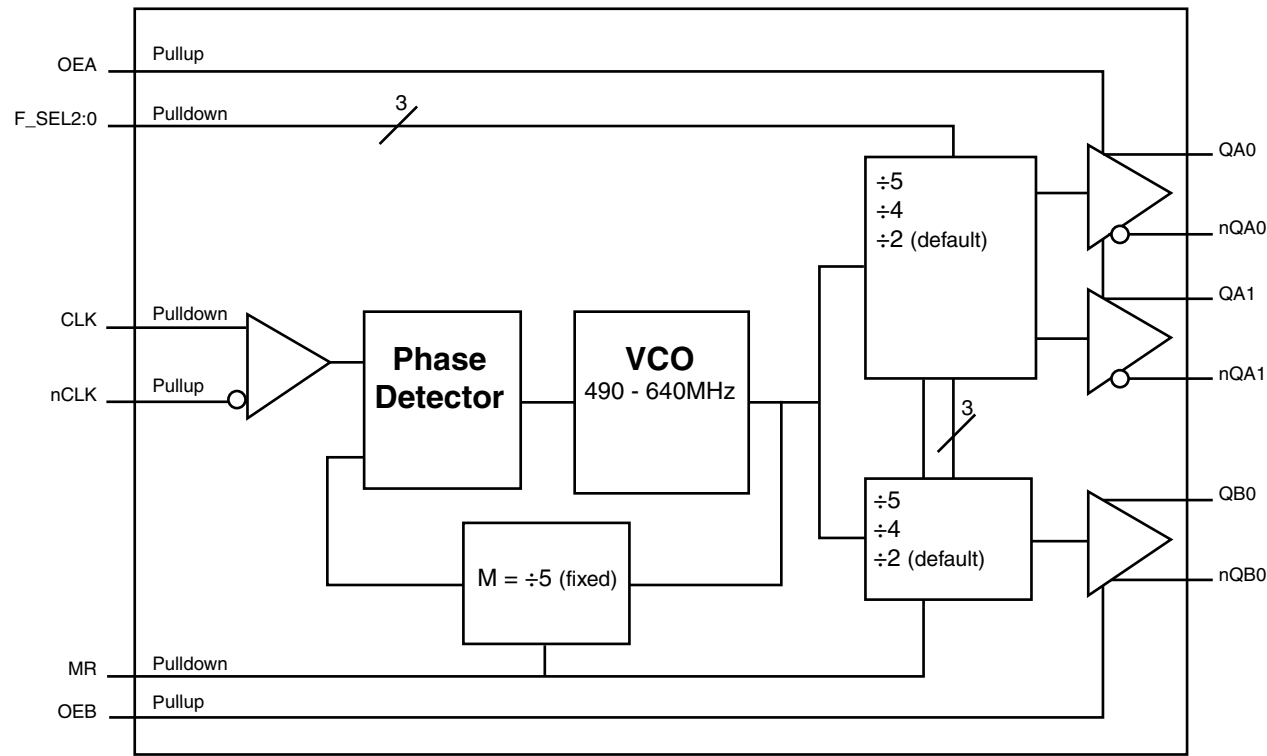 OEA
Pullup
F_SEL2:0
Pulldown
3
QA0
nQA0
÷5
÷4
÷2 (default)
QA1
nQA1
CLK
Pulldown
nCLK
Pullup
Phase
Detector
VCO
490 - 640MHz
3
QB0
nQB0
÷5
÷4
÷2 (default)
M = ÷5 (fixed)
MR
Pulldown
OEB
Pullup